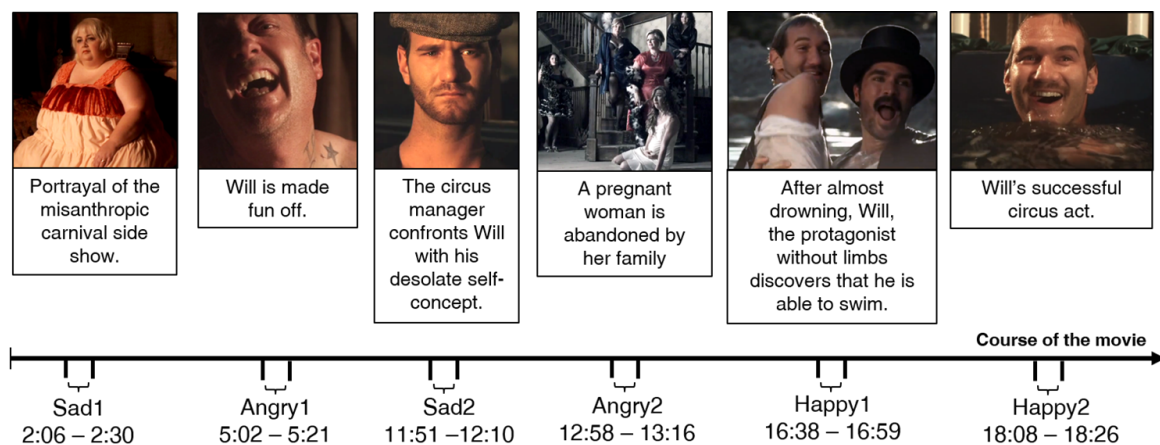 Portrayal of the
misanthropic
carnival side
show.
Will is made
fun off.
The circus
manager
confronts Will
with his
desolate self-
concept.
A pregnant
woman is
abandoned by
her family
After almost
drowning, Will,
the protagonist
without limbs
discovers that he is
able to swim.
Will’s successful
circus act.
Course of the movie
Sad1
2:06 – 2:30
Angry1
5:02 – 5:21
Sad2
11:51 –12:10
Angry2
12:58 – 13:16
Happy1
16:38 – 16:59
Happy2
18:08 – 18:26